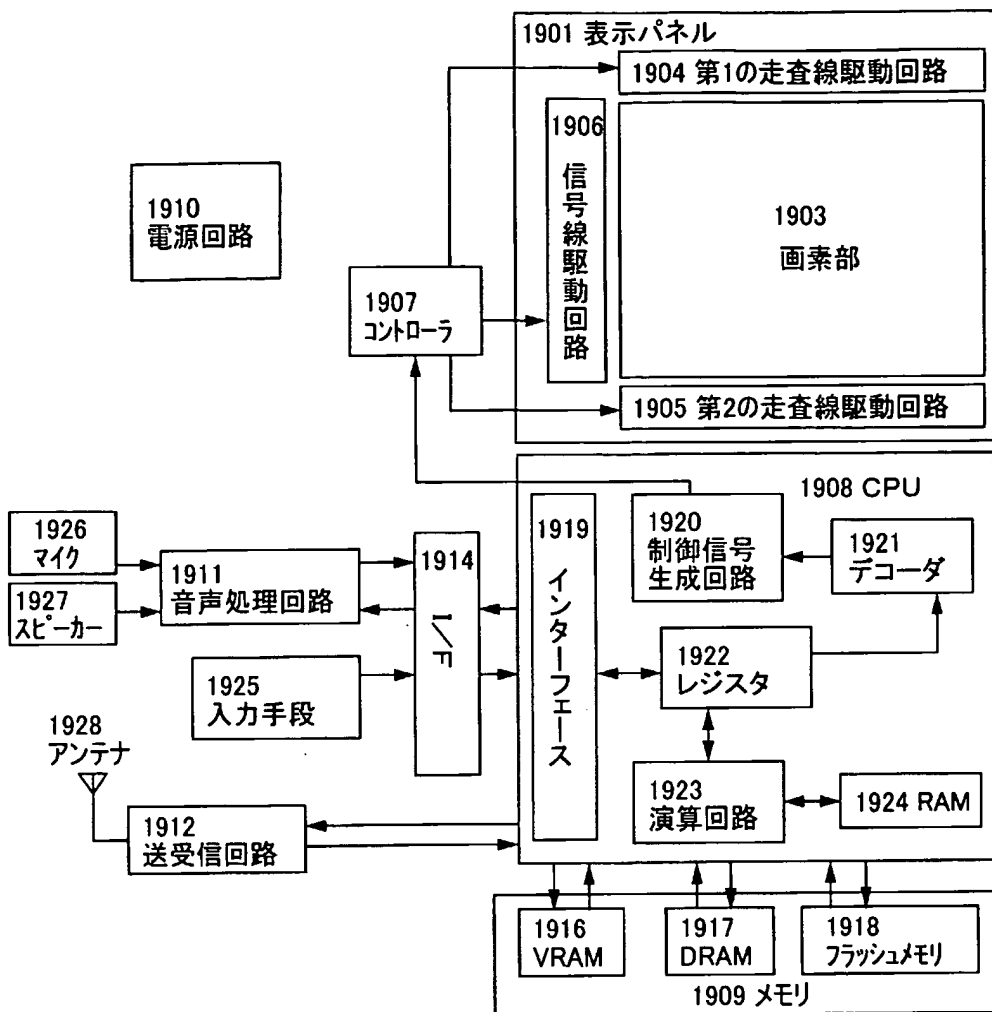 1901 表示パネル
1904 第1の走査線駆動回路
1906
信号線駆動回路
1903
画素部
1905 第2の走査線駆動回路
1910
電源回路
1907
コントローラ
1908 CPU
1919
インターフェース
1920
制御信号
生成回路
1921
デコーダ
1922
レジスタ
1923
演算回路
1924 RAM
1926
マイク
1927
スピーカー
1911
音声処理回路
1914
I/F
1925
入力手段
1928
アンテナ
1912
送受信回路
1916
VRAM
1917
DRAM
1918
フラッシュメモリ
1909 メモリ